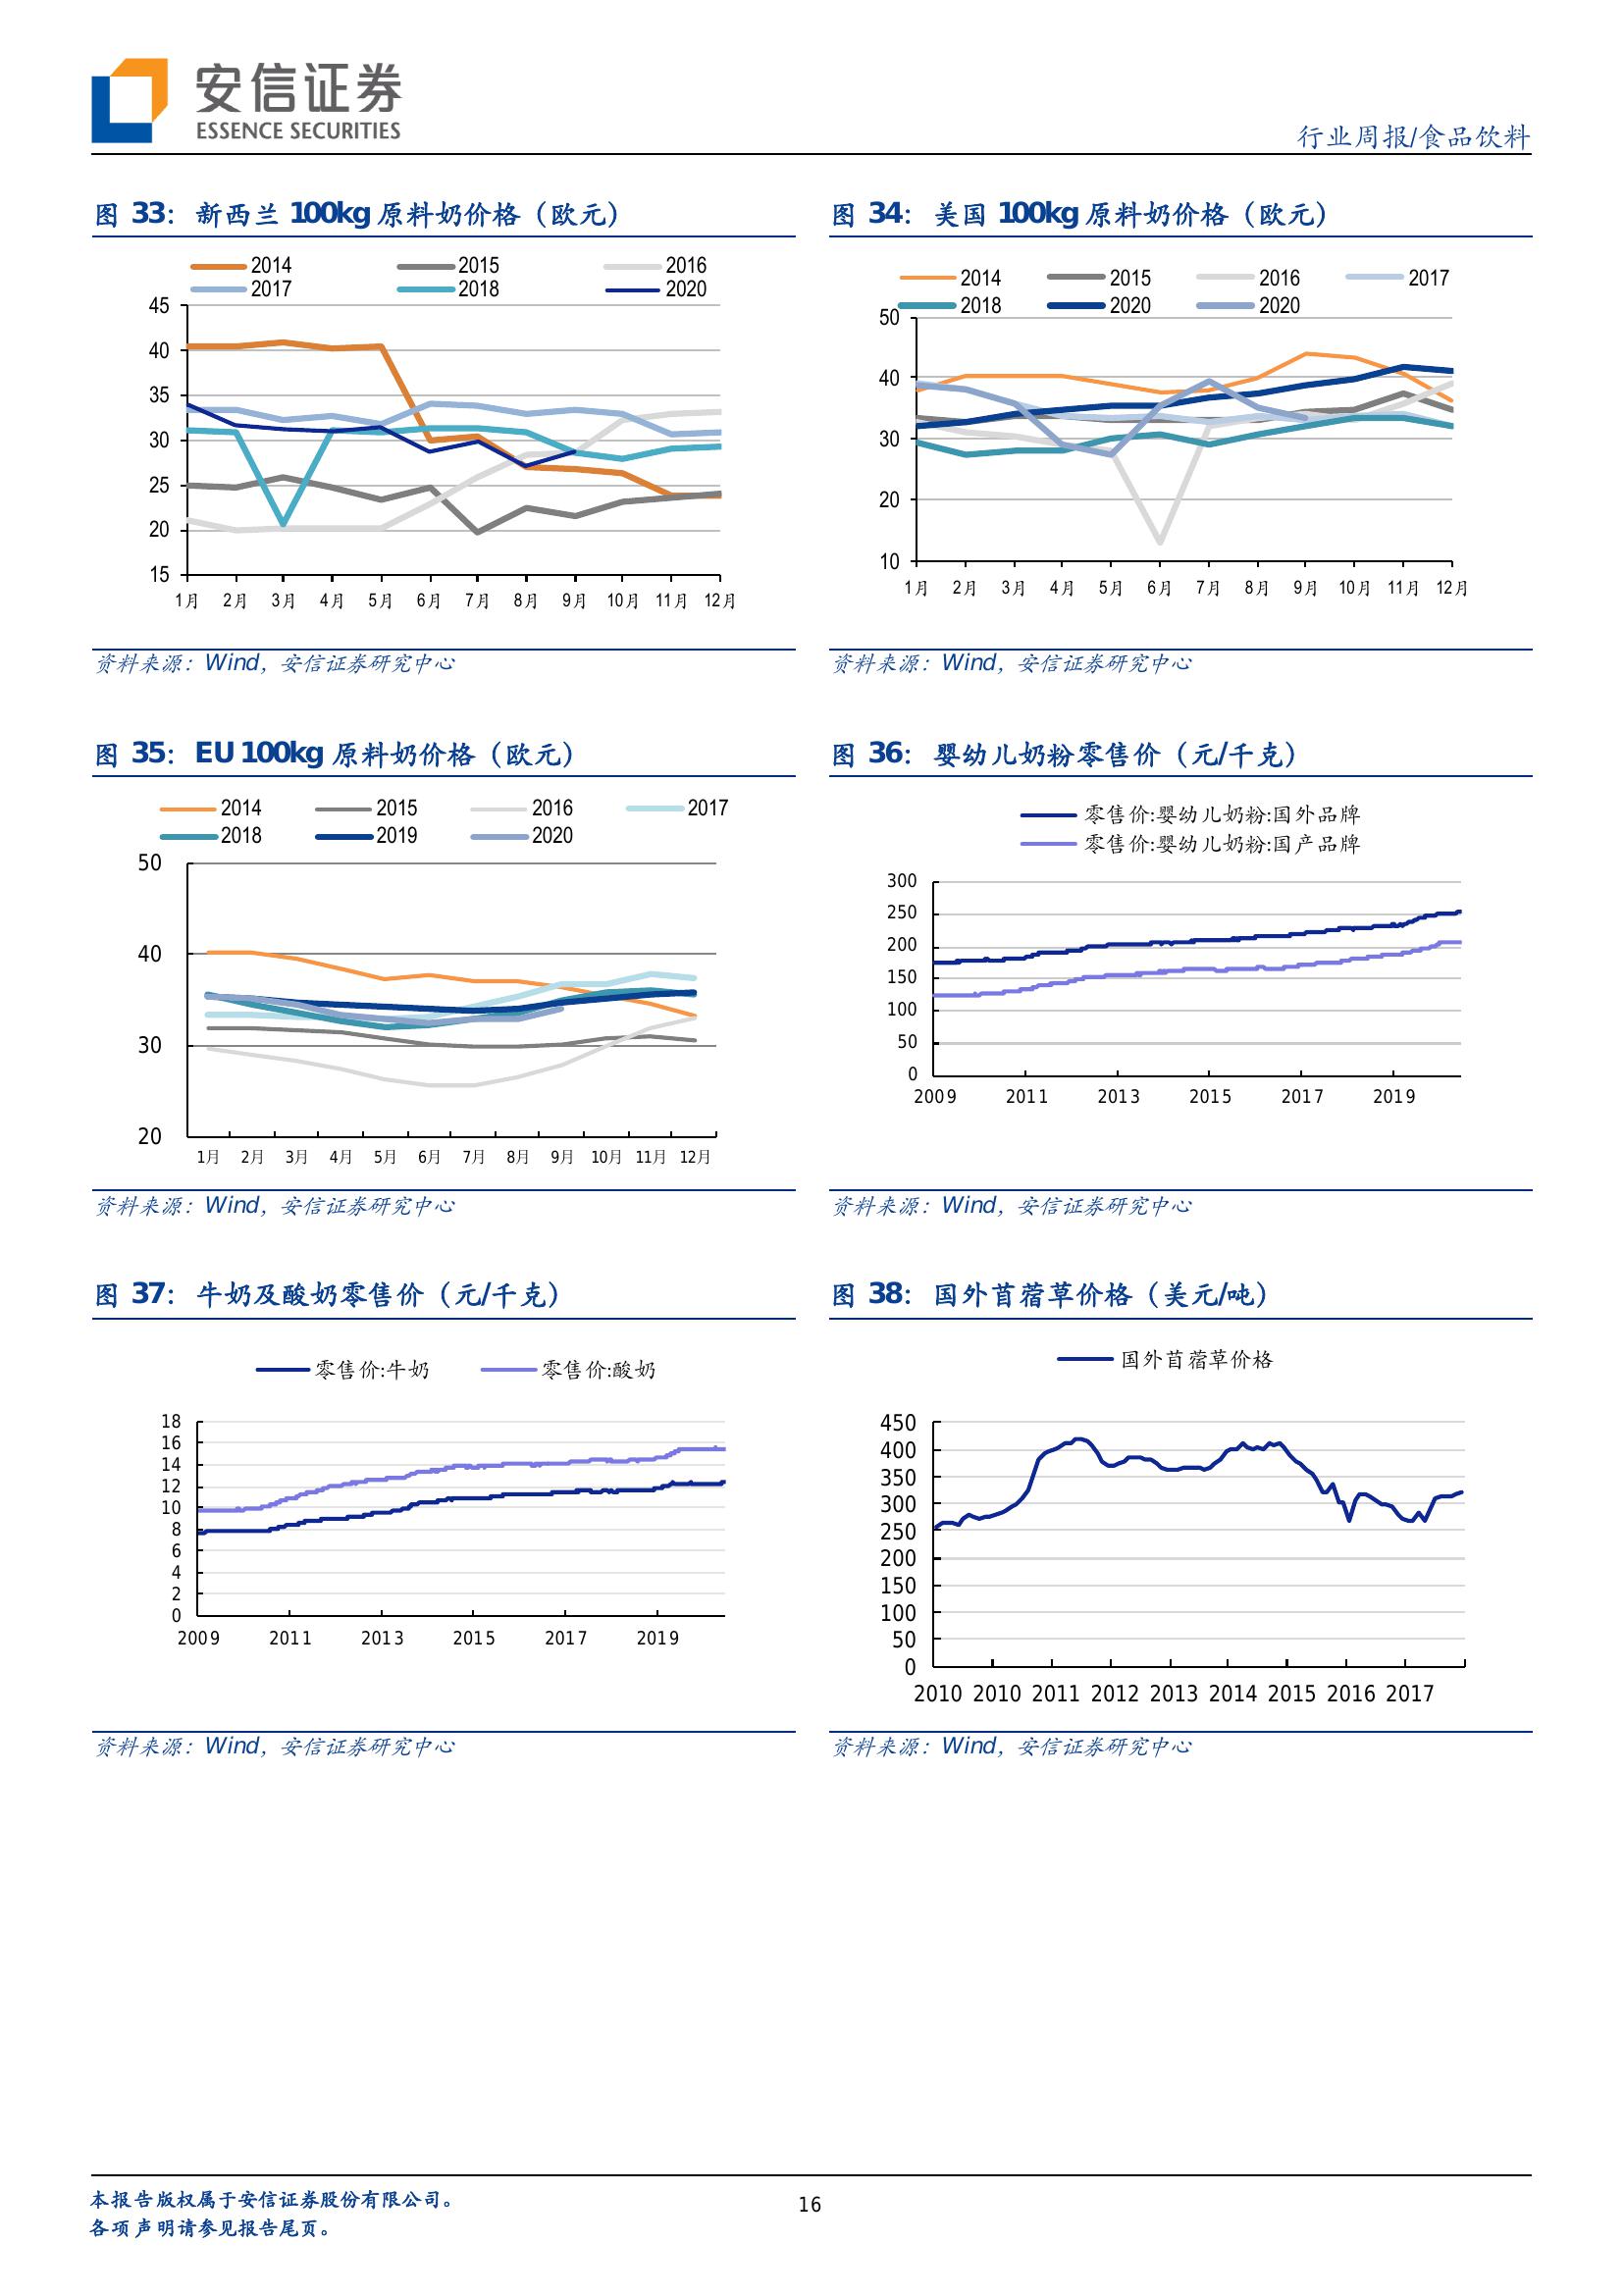 安信证券
ESSENCE SECURITIES
行业周报/食品饮料
图 33：新西兰 100kg 原料奶价格（欧元）
2014 2015 2016
2017 2018 2020
45
40
35
30
25
20
15
1月 2月 3月 4月 5月 6月 7月 8月 9月 10月 11月 12月
资料来源：Wind，安信证券研究中心
图 34：美国 100kg 原料奶价格（欧元）
2014 2015 2016 2017
2018 2020 2020
50
40
30
20
10
1月 2月 3月 4月 5月 6月 7月 8月 9月 10月 11月 12月
资料来源：Wind，安信证券研究中心
图 35：EU 100kg 原料奶价格（欧元）
2014 2015 2016 2017
2018 2019 2020
50
40
30
20
1月 2月 3月 4月 5月 6月 7月 8月 9月 10月 11月 12月
资料来源：Wind，安信证券研究中心
图 36：婴幼儿奶粉零售价（元/千克）
零售价:婴幼儿奶粉:国外品牌
零售价:婴幼儿奶粉:国产品牌
300
250
200
150
100
50
0
2009 2011 2013 2015 2017 2019
资料来源：Wind，安信证券研究中心
图 37：牛奶及酸奶零售价（元/千克）
零售价:牛奶 零售价:酸奶
18
16
14
12
10
8
6
4
2
0
2009 2011 2013 2015 2017 2019
资料来源：Wind，安信证券研究中心
图 38：国外苜蓿草价格（美元/吨）
国外苜蓿草价格
450
400
350
300
250
200
150
100
50
0
2010 2010 2011 2012 2013 2014 2015 2016 2017
资料来源：Wind，安信证券研究中心
本报告版权属于安信证券股份有限公司。
各项声明请参见报告尾页。
16